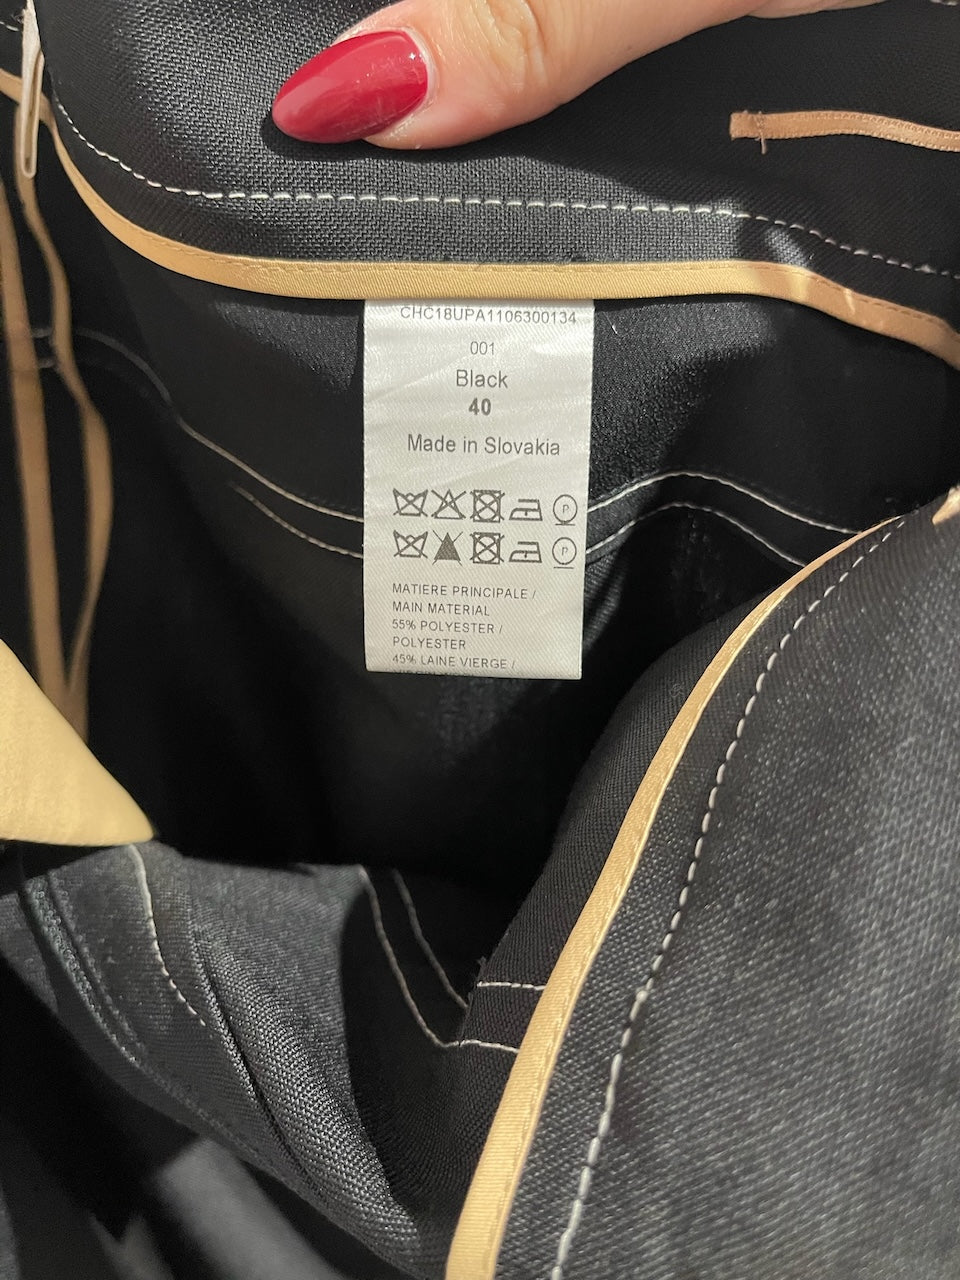 CHC18UPA1106300134
001
Black
40
Made in Slovakia
P
P
MATIERE PRINCIPALE /
MAIN MATERIAL
55% POLYESTER /
POLYESTER
45% LAINE VIERGE /